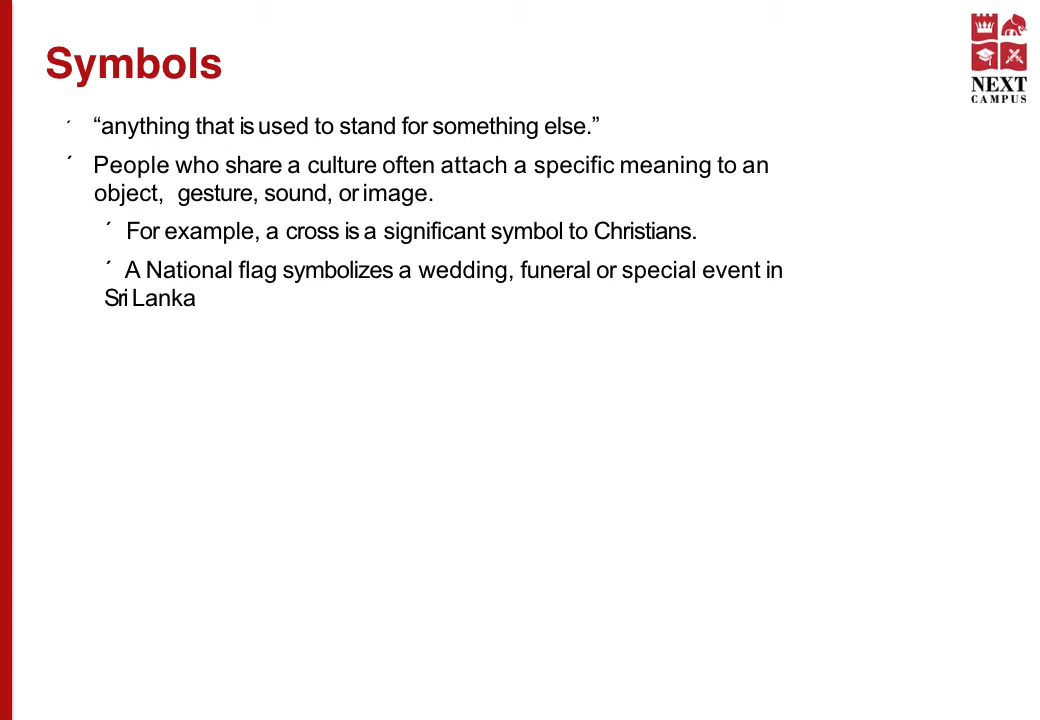 Symbols
NEXT
CAMPUS
´ “anything that is used to stand for something else.”
´ People who share a culture often attach a specific meaning to an
object, gesture, sound, or image.
´ For example, a cross is a significant symbol to Christians.
´ A National flag symbolizes a wedding, funeral or special event in
Sri Lanka